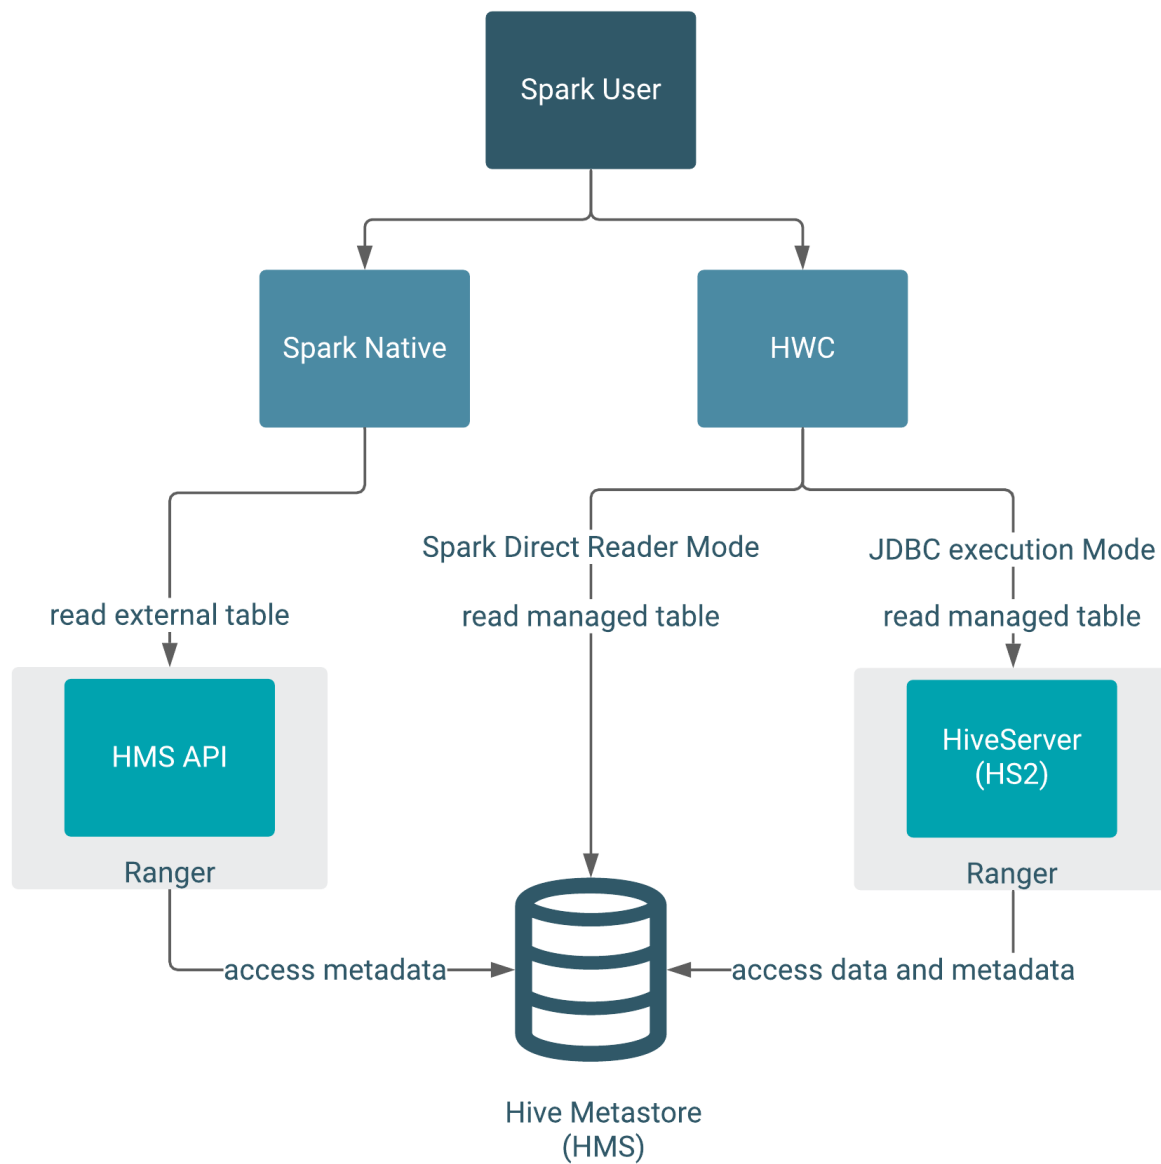 Spark User
Spark Native
HWC
Spark Direct Reader Mode
JDBC execution Mode
read external table
read managed table
read managed table
HMS API
HiveServer
(HS2)
Ranger
Ranger
access metadata
access data and metadata
Hive Metastore
(HMS)